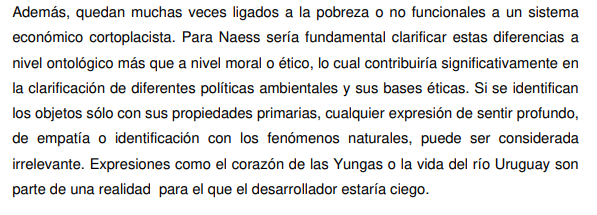 Además, quedan muchas veces ligados a la pobreza o no funcionales a un sistema
económico cortoplacista. Para Naess sería fundamental clarificar estas diferencias a
nivel ontológico más que a nivel moral o ético, lo cual contribuiría significativamente en
la clarificación de diferentes políticas ambientales y sus bases éticas. Si se identifican
los objetos sólo con sus propiedades primarias, cualquier expresión de sentir profundo,
de empatía o identificación con los fenómenos naturales, puede ser considerada
irrelevante. Expresiones como el corazón de las Yungas o la vida del río Uruguay son
parte de una realidad  para el que el desarrollador estaría ciego.